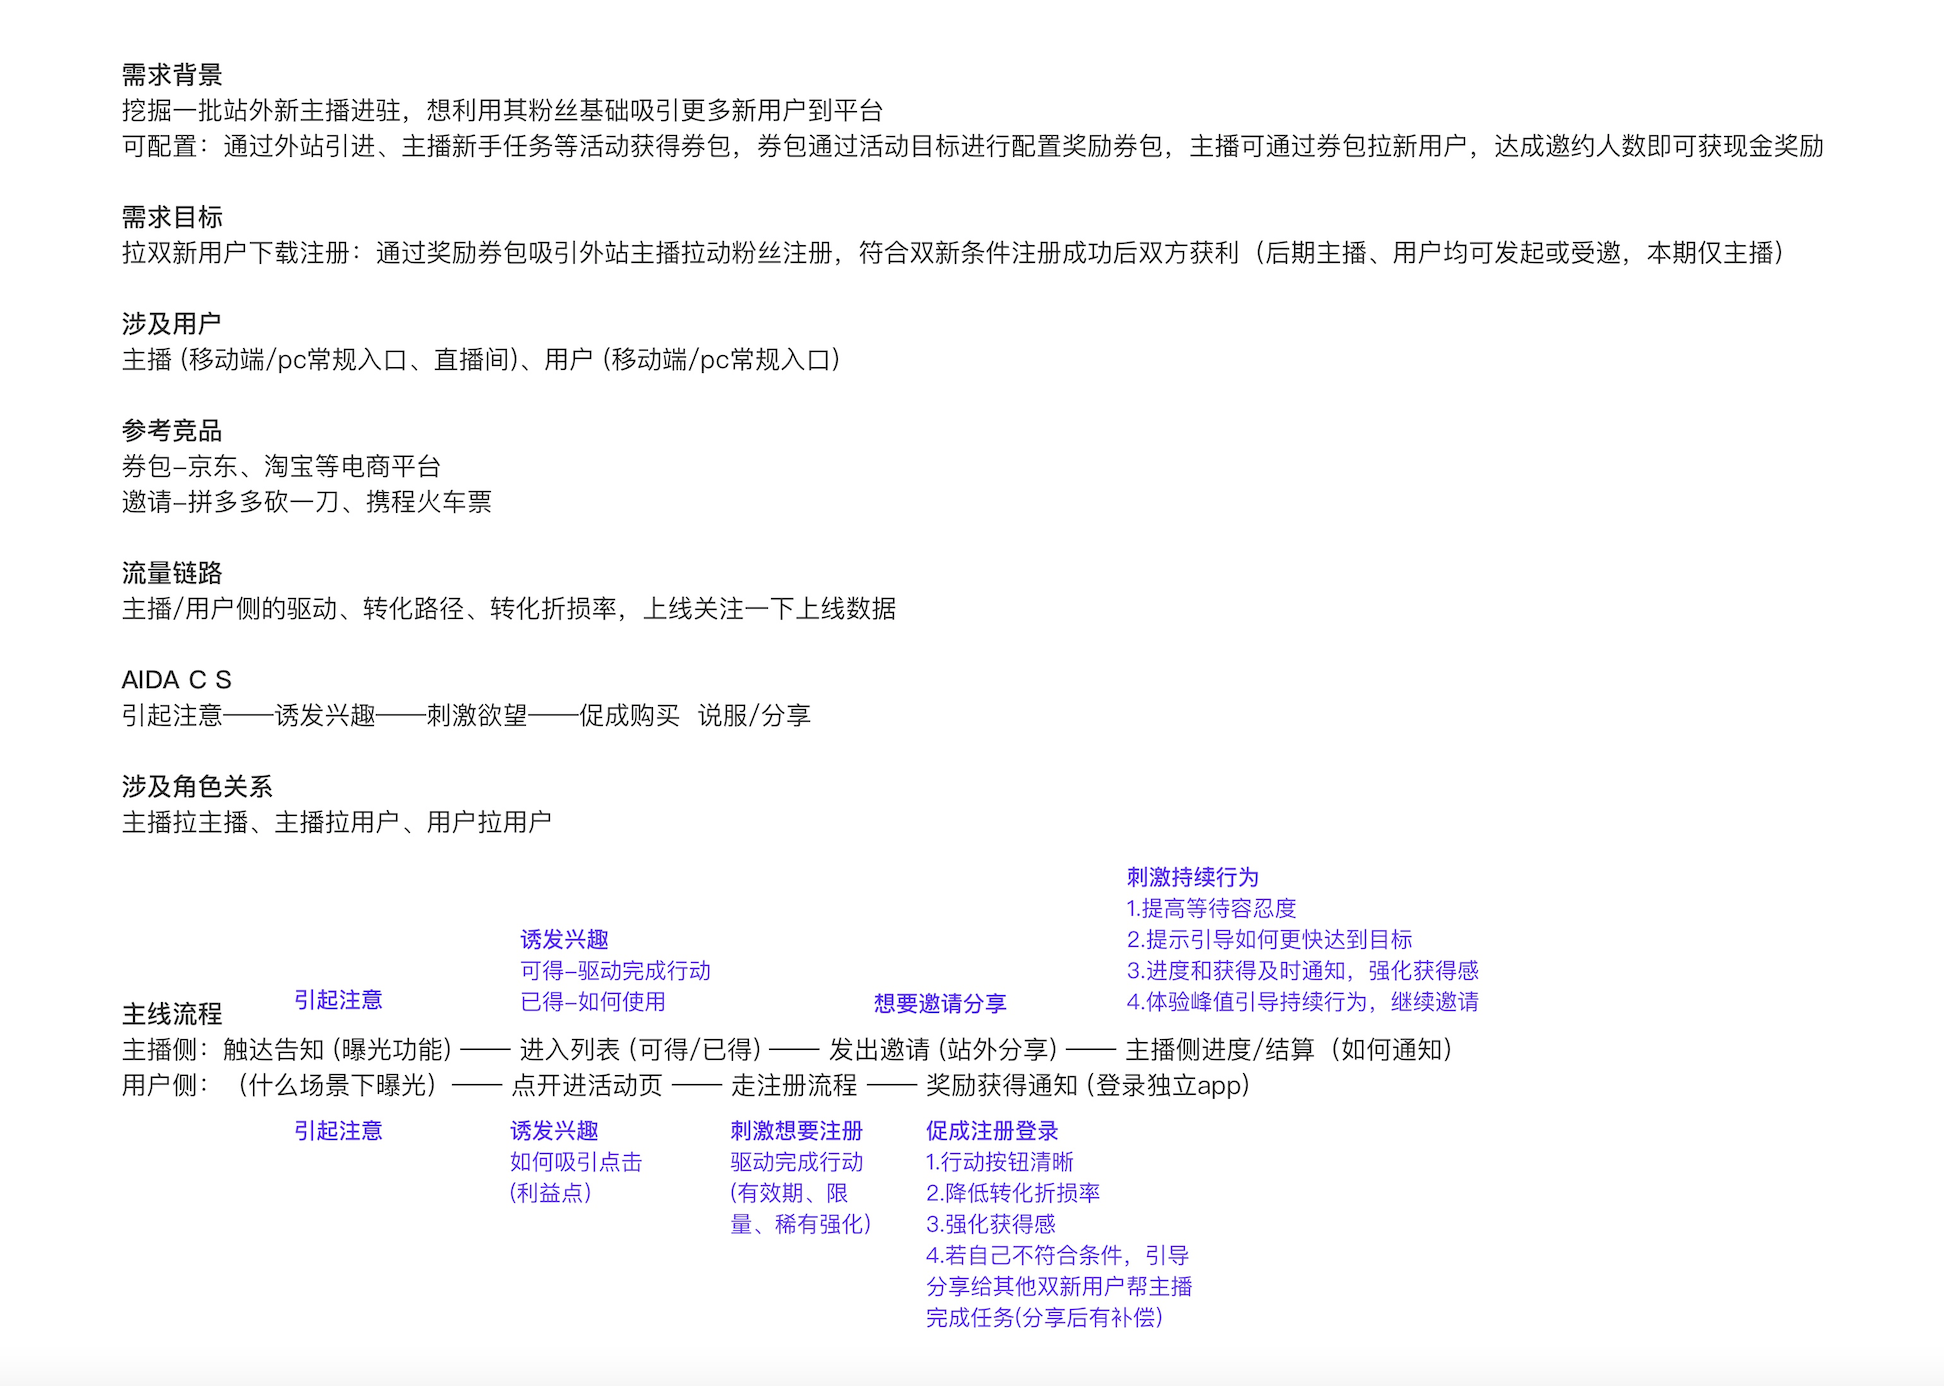 需求背景
挖掘一批站外新主播进驻，想利用其粉丝基础吸引更多新用户到平台
可配置：通过外站引进、主播新手任务等活动获得券包，券包通过活动目标进行配置奖励券包，主播可通过券包拉新用户，达成邀约人数即可获现金奖励
需求目标
拉双新用户下载注册：通过奖励券包吸引外站主播拉动粉丝注册，符合双新条件注册成功后双方获利（后期主播、用户均可发起或受邀，本期仅主播）
涉及用户
主播 (移动端/pc常规入口、直播间)、用户 (移动端/pc常规入口)
参考竞品
券包–京东、淘宝等电商平台
邀请–拼多多砍一刀、携程火车票
流量链路
主播/用户侧的驱动、转化路径、转化折损率，上线关注一下上线数据
AIDA C S
引起注意——诱发兴趣——刺激欲望——促成购买 说服/分享
涉及角色关系
主播拉主播、主播拉用户、用户拉用户
刺激持续行为
1.提高等待容忍度
2.提示引导如何更快达到目标
3.进度和获得及时通知，强化获得感
4.体验峰值引导持续行为，继续邀请
诱发兴趣
可得–驱动完成行动
已得–如何使用
引起注意
想要邀请分享
主线流程
主播侧：触达告知 (曝光功能) —— 进入列表 (可得/已得) —— 发出邀请 (站外分享) —— 主播侧进度/结算（如何通知）
用户侧：（什么场景下曝光）—— 点开进活动页 —— 走注册流程 —— 奖励获得通知 (登录独立app)
引起注意
诱发兴趣
如何吸引点击
(利益点)
刺激想要注册
驱动完成行动
(有效期、限
量、稀有强化)
促成注册登录
1.行动按钮清晰
2.降低转化折损率
3.强化获得感
4.若自己不符合条件，引导
分享给其他双新用户帮主播
完成任务(分享后有补偿)